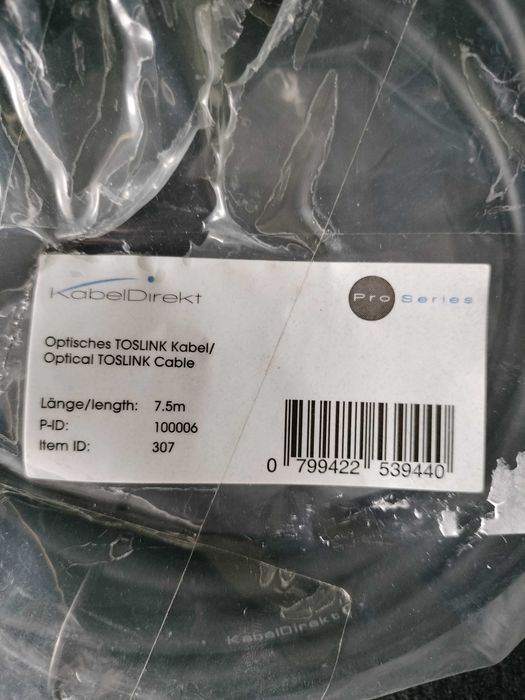 KabelDirekt
Pro Series
Optisches TOSLINK Kabel/
Optical TOSLINK Cable
Länge/length: 7.5m
P-ID: 100006
Item ID: 307
0 799422 539440
KabelDirekt